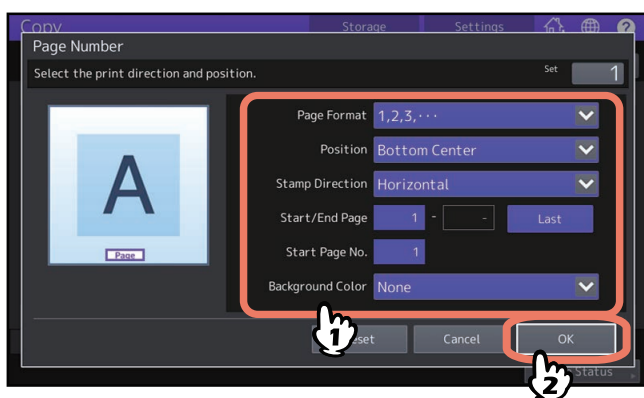 Copy Storage Settings
Page Number
Select the print direction and position. Set 1
Page Format 1,2,3,···
Position Bottom Center
Stamp Direction Horizontal
Start/End Page 1 - - Last
Start Page No. 1
Background Color None
A
Page
Cancel OK
1
2
Status